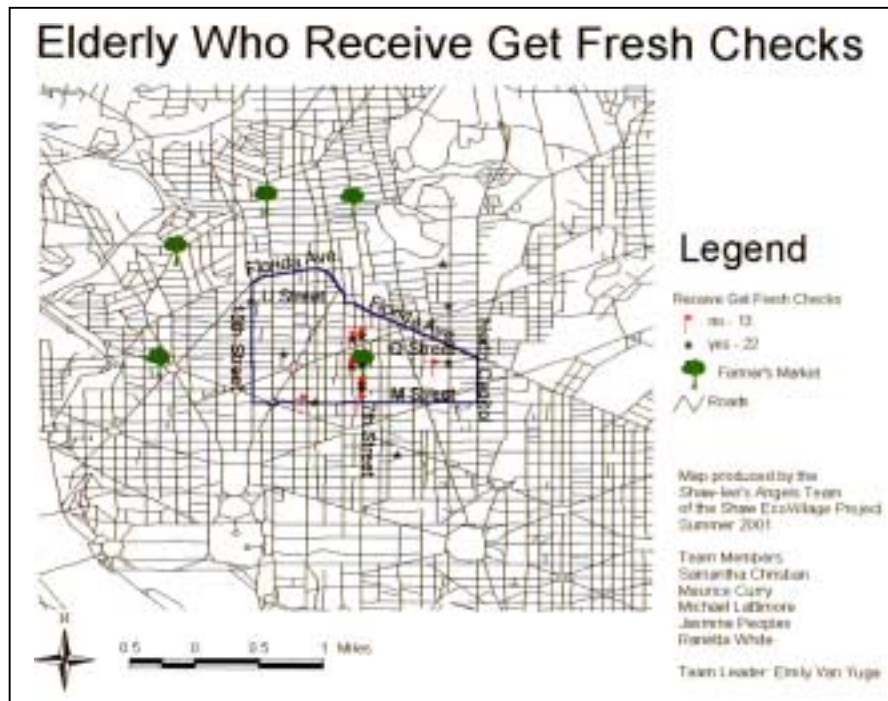 Elderly Who Receive Get Fresh Checks
Florida Ave.
U Street
Florida Ave.
North Capitol
15th Street
O Street
M Street
7th Street
Legend
Receive Get Fresh Checks
no - 13
yes - 22
Farmer's Market
Roads
Map produced by the
Shaw-lee's Angels Team
of the Shaw EcoVillage Project
Summer 2001
Team Members
Samantha Christian
Maurice Curry
Michael Lattimore
Jasmine Peoples
Ranetta White
Team Leader: Emily Van Yuga
N
0.5 0 0.5 1 Miles